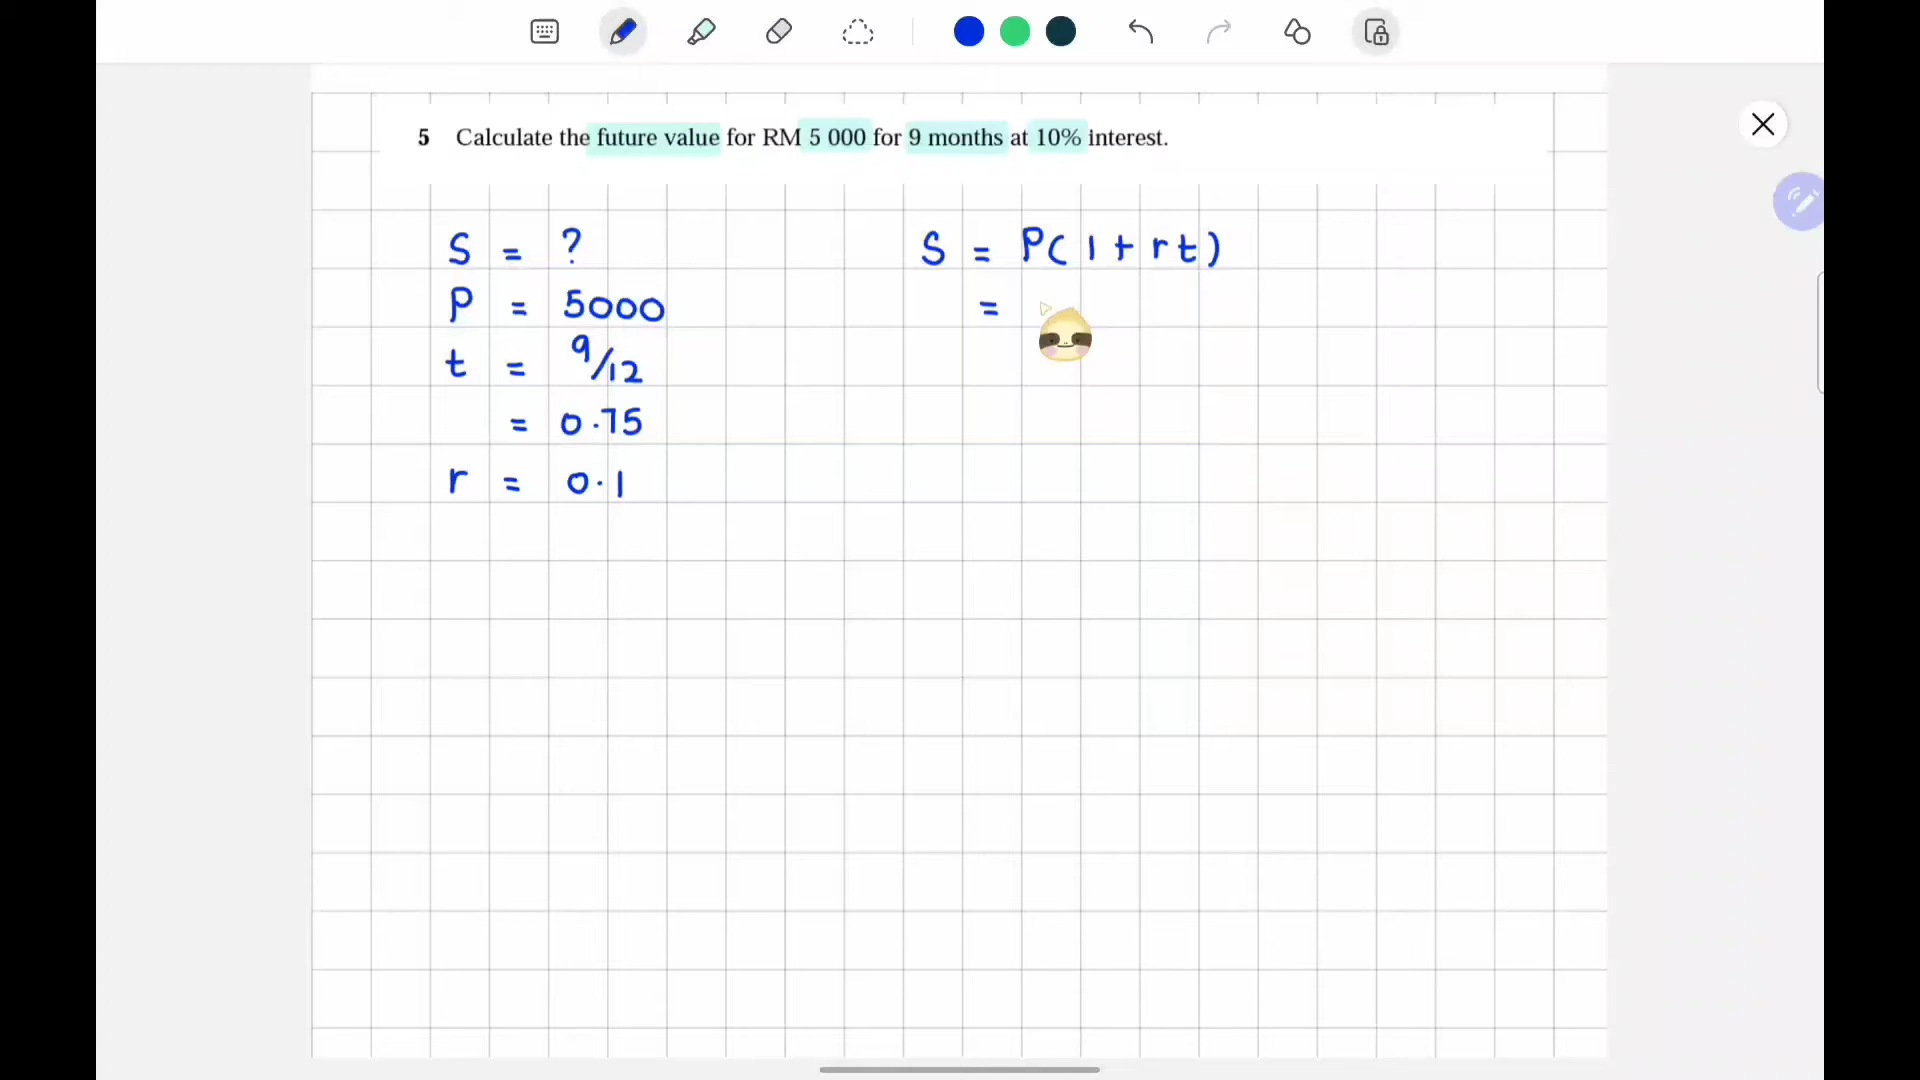 5 Calculate the future value for RM 5 000 for 9 months at 10% interest.
S = ?
P = 5000
t = 9/12
= 0.75
r = 0.1
S = P(1+rt)
=